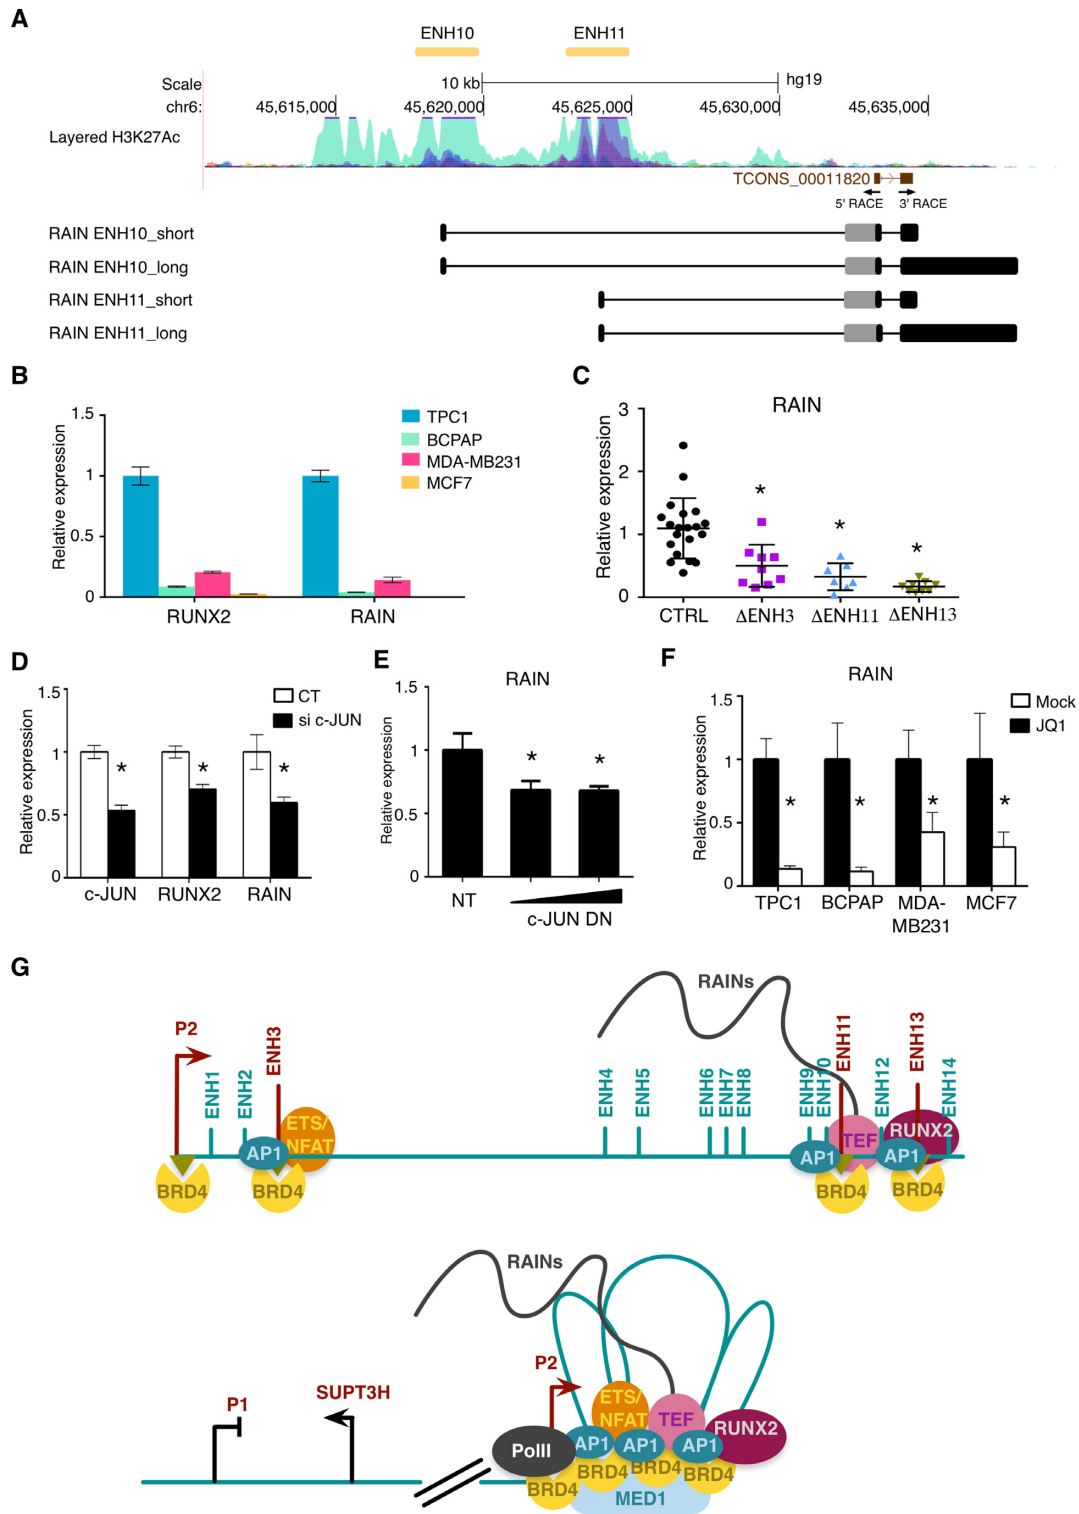 A
ENH10 ENH11
Scale 10 kb hg19
chr6: 45,615,000 45,620,000 45,625,000 45,630,000 45,635,000
Layered H3K27Ac
TCONS_00011820
5' RACE 3' RACE
RAIN ENH10_short
RAIN ENH10_long
RAIN ENH11_short
RAIN ENH11_long
B
Relative expression
1.5
1
0.5
0
TPC1
BCPAP
MDA-MB231
MCF7
RUNX2 RAIN
C
RAIN
Relative expression
3
2
1
0
* * *
CTRL ΔENH3 ΔENH11 ΔENH13
D
Relative expression
1.5
1
0.5
0
CT
si c-JUN
* * *
c-JUN RUNX2 RAIN
E
RAIN
Relative expression
1.5
1
0.5
0
* *
NT
c-JUN DN
F
RAIN
Relative expression
1.5
1
0.5
0
Mock
JQ1
* * * *
TPC1 BCPAP MDA- MCF7
MB231
G
RAINs
P2
ENH1
ENH2
ENH3
ENH4
ENH5
ENH6
ENH7
ENH8
ENH9
ENH10
ENH11
ENH12
ENH13
ENH14
ETS/
NFAT
AP1
BRD4
BRD4
AP1
TEF
BRD4
AP1
RUNX2
BRD4
RAINs
P2
P1
SUPT3H
ETS/
NFAT
TEF
RUNX2
PolII
AP1
AP1
AP1
BRD4
BRD4
BRD4
BRD4
MED1